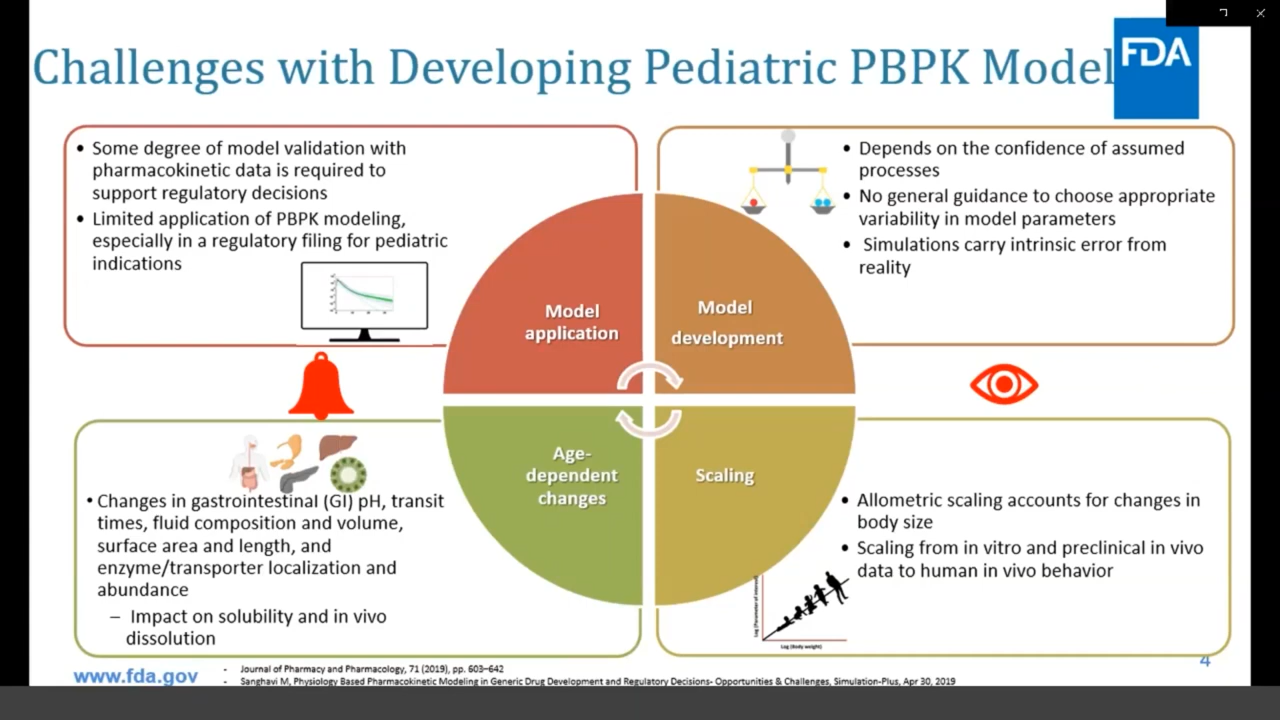 Challenges with Developing Pediatric PBPK Model
FDA
• Some degree of model validation with
pharmacokinetic data is required to
support regulatory decisions
• Limited application of PBPK modeling,
especially in a regulatory filing for pediatric
indications
• Depends on the confidence of assumed
processes
• No general guidance to choose appropriate
variability in model parameters
• Simulations carry intrinsic error from
reality
Model
application
Model
development
Age-
dependent
changes
Scaling
• Changes in gastrointestinal (GI) pH, transit
times, fluid composition and volume,
surface area and length, and
enzyme/transporter localization and
abundance
– Impact on solubility and in vivo
dissolution
• Allometric scaling accounts for changes in
body size
• Scaling from in vitro and preclinical in vivo
data to human in vivo behavior
Log (Parameter of interest)
Log (Body weight)
4
www.fda.gov
- Journal of Pharmacy and Pharmacology, 71 (2019), pp. 603–642
- Sanghavi M, Physiology Based Pharmacokinetic Modeling in Generic Drug Development and Regulatory Decisions- Opportunities & Challenges, Simulation-Plus, Apr 30, 2019